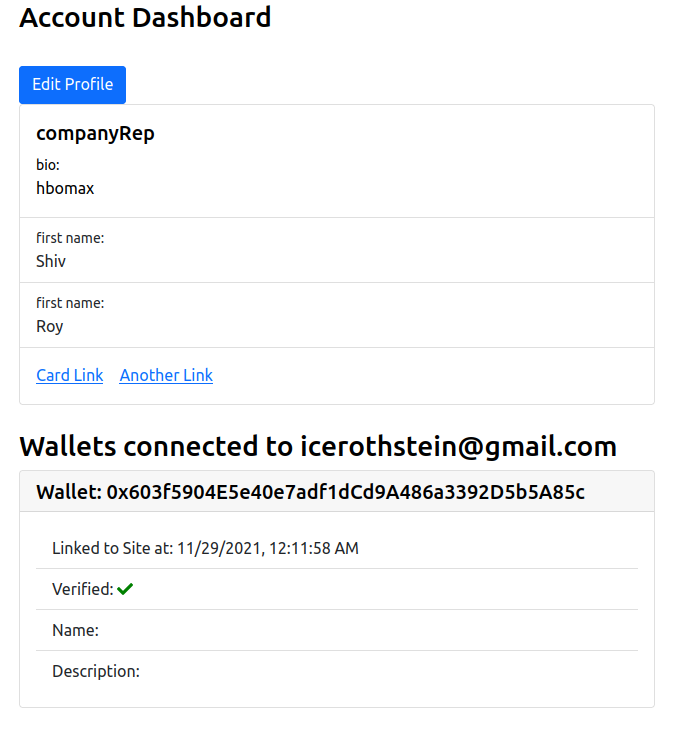 Account Dashboard
Edit Profile
companyRep
bio:
hbomax
first name:
Shiv
first name:
Roy
Card Link Another Link
Wallets connected to icerothstein@gmail.com
Wallet: 0x603f5904E5e40e7adf1dCd9A486a3392D5b5A85c
Linked to Site at: 11/29/2021, 12:11:58 AM
Verified:
Name:
Description: